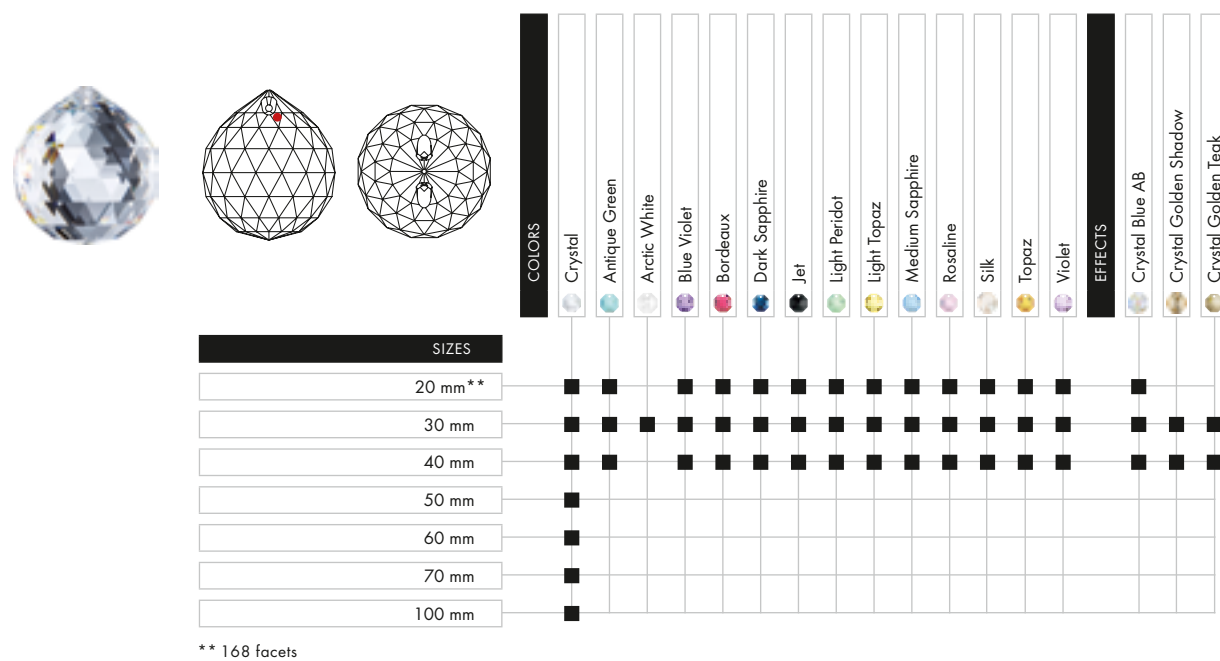 COLORS
Crystal
Antique Green
Arctic White
Blue Violet
Bordeaux
Dark Sapphire
Jet
Light Peridot
Light Topaz
Medium Sapphire
Rosaline
Silk
Topaz
Violet
EFFECTS
Crystal Blue AB
Crystal Golden Shadow
Crystal Golden Teak
SIZES
20 mm**
30 mm
40 mm
50 mm
60 mm
70 mm
100 mm
** 168 facets